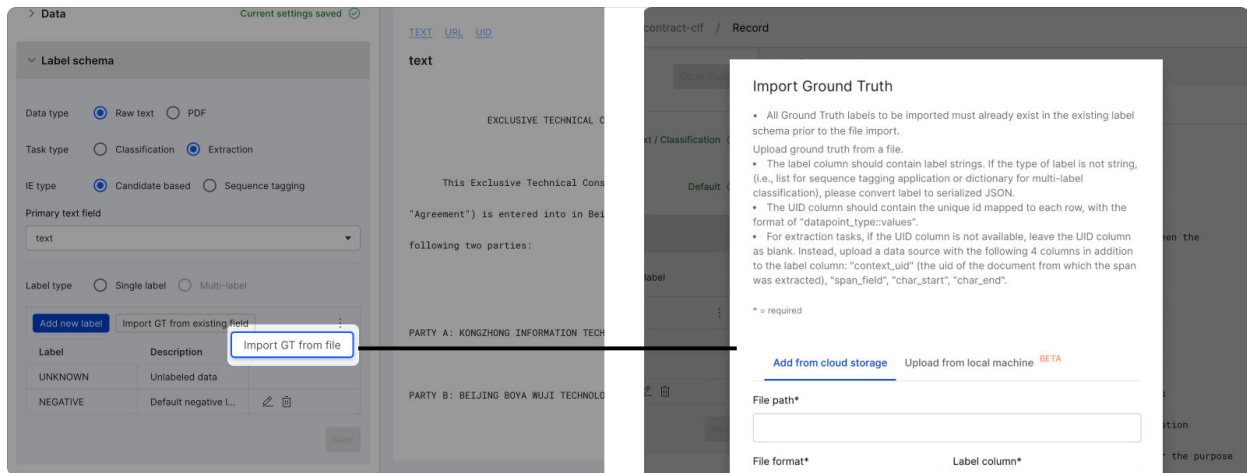 Data
Current settings saved
Label schema
Data type
Raw text
PDF
Task type
Classification
Extraction
IE type
Candidate based
Sequence tagging
Primary text field
text
Label type
Single label
Multi-label
Add new label
Import GT from existing field
Import GT from file
Label
Description
UNKNOWN
Unlabeled data
NEGATIVE
Default negative l...
Next
TEXT URL UID
text
EXCLUSIVE TECHNICAL C
This Exclusive Technical Cons
"Agreement") is entered into in Bei
following two parties:
PARTY A: KONGZHONG INFORMATION TECH
PARTY B: BEIJING BOYA WUJI TECHNOLO
contract-clf / Record
xt / Classification
Default
label
Import Ground Truth
• All Ground Truth labels to be imported must already exist in the existing label
schema prior to the file import.
Upload ground truth from a file.
• The label column should contain label strings. If the type of label is not string,
(i.e., list for sequence tagging application or dictionary for multi-label
classification), please convert label to serialized JSON.
• The UID column should contain the unique id mapped to each row, with the
format of "datapoint_type::values".
• For extraction tasks, if the UID column is not available, leave the UID column
as blank. Instead, upload a data source with the following 4 columns in addition
to the label column: "context_uid" (the uid of the document from which the span
was extracted), "span_field", "char_start", "char_end".
* = required
Add from cloud storage
Upload from local machine BETA
File path*
File format*
Label column*
een the
ation
r the purpose